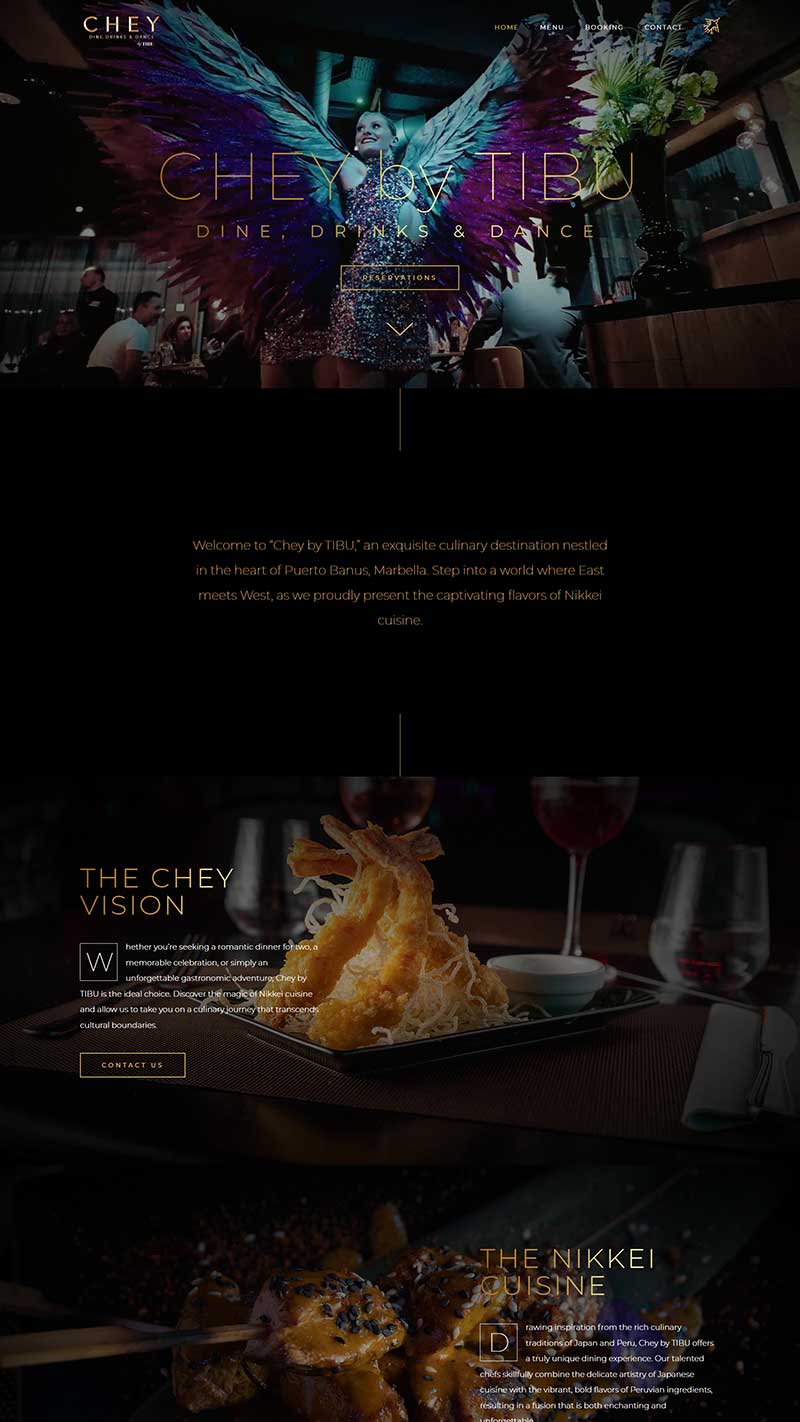 CHEY
DINE, DRINKS & DANCE
by TIBU
HOME MENU BOOKING CONTACT
CHEY by TIBU
DINE, DRINKS & DANCE
RESERVATIONS
Welcome to “Chey by TIBU,” an exquisite culinary destination nestled
in the heart of Puerto Banus, Marbella. Step into a world where East
meets West, as we proudly present the captivating flavors of Nikkei
cuisine.
THE CHEY
VISION
Whether you’re seeking a romantic dinner for two, a
memorable celebration, or simply an
unforgettable gastronomic adventure, Chey by
TIBU is the ideal choice. Discover the magic of Nikkei cuisine
and allow us to take you on a culinary journey that transcends
cultural boundaries.
CONTACT US
THE NIKKEI
CUISINE
Drawing inspiration from the rich culinary
traditions of Japan and Peru, Chey by TIBU offers
a truly unique dining experience. Our talented
chefs skillfully combine the delicate artistry of Japanese
cuisine with the vibrant, bold flavors of Peruvian ingredients,
resulting in a fusion that is both enchanting and
unforgettable.